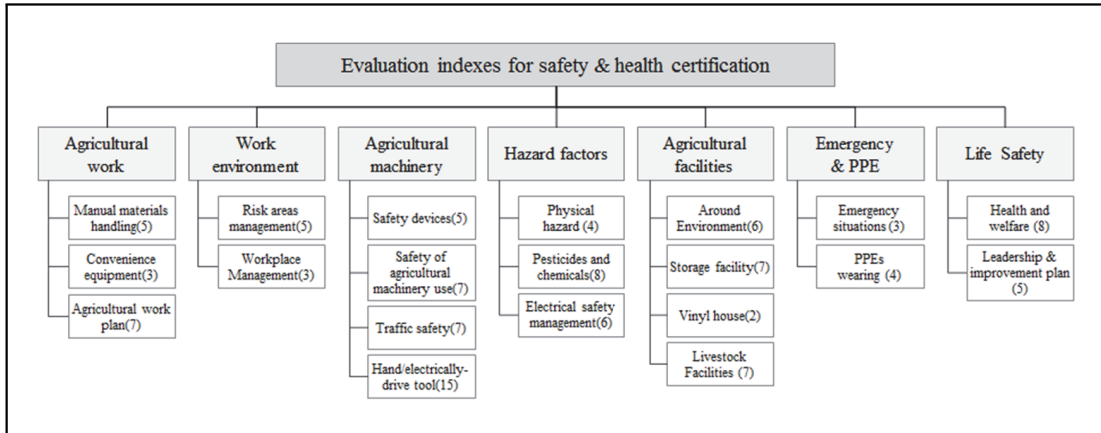 Evaluation indexes for safety & health certification
Agricultural
work
Manual materials
handling(5)
Convenience
equipment(3)
Agricultural work
plan(7)
Work
environment
Risk areas
management(5)
Workplace
Management(3)
Agricultural
machinery
Safety devices(5)
Safety of
agricultural
machinery use(7)
Traffic safety(7)
Hand/electrically-
drive tool(15)
Hazard factors
Physical
hazard (4)
Pesticides and
chemicals(8)
Electrical safety
management(6)
Agricultural
facilities
Around
Environment(6)
Storage facility(7)
Vinyl house(2)
Livestock
Facilities (7)
Emergency
& PPE
Emergency
situations (3)
PPEs
wearing (4)
Life Safety
Health and
welfare (8)
Leadership &
improvement plan
(5)